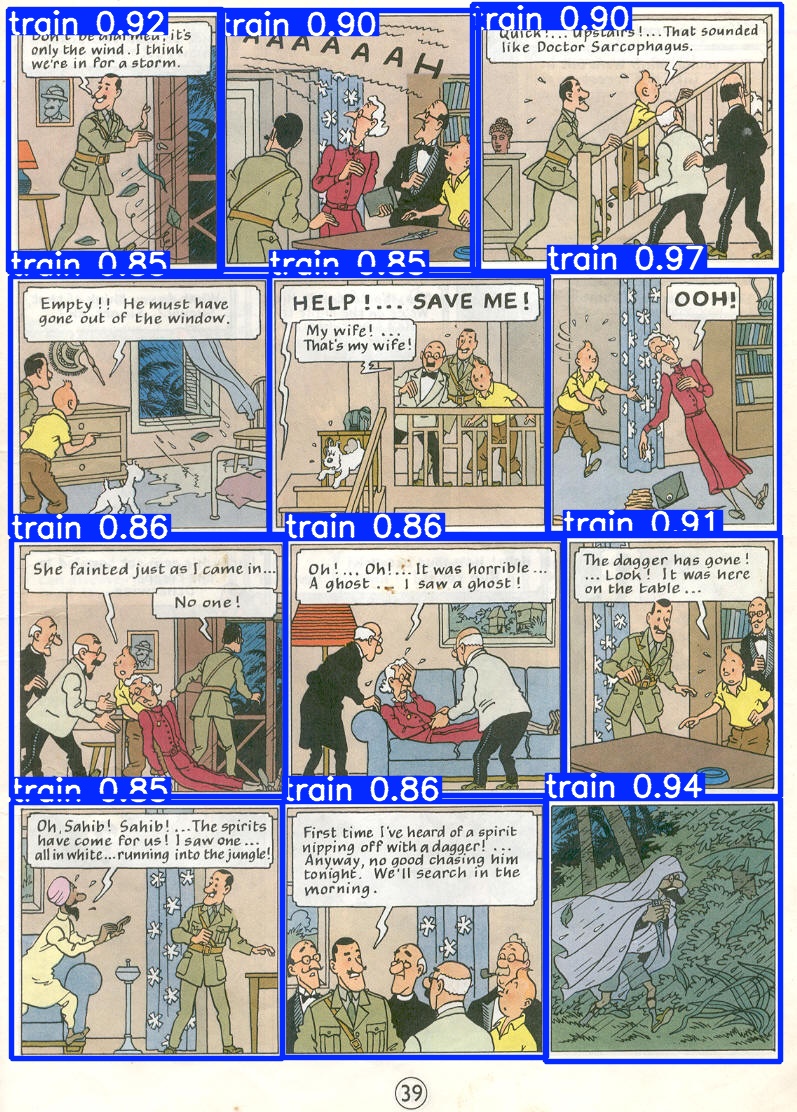 train 0.92
train 0.90
train 0.90
Don't be alarmed, it's
only the wind. I think
we're in for a storm.
AAAAAAAH
Quick!... Upstairs!...That sounded
like Doctor Sarcophagus.
train 0.85
train 0.85
train 0.97
Empty!! He must have
gone out of the window.
HELP!... SAVE ME!
My wife! ...
That's my wife!
OOH!
train 0.86
train 0.86
train 0.91
She fainted just as I came in...
No one!
Oh!... Oh!... It was horrible...
A ghost... I saw a ghost!
The dagger has gone!
... Look! It was here
on the table...
train 0.85
train 0.86
train 0.94
Oh, Sahib! Sahib! ...The spirits
have come for us! I saw one...
all in white...running into the jungle!
First time I've heard of a spirit
nipping off with a dagger! ...
Anyway, no good chasing him
tonight. We'll search in the
morning.
39